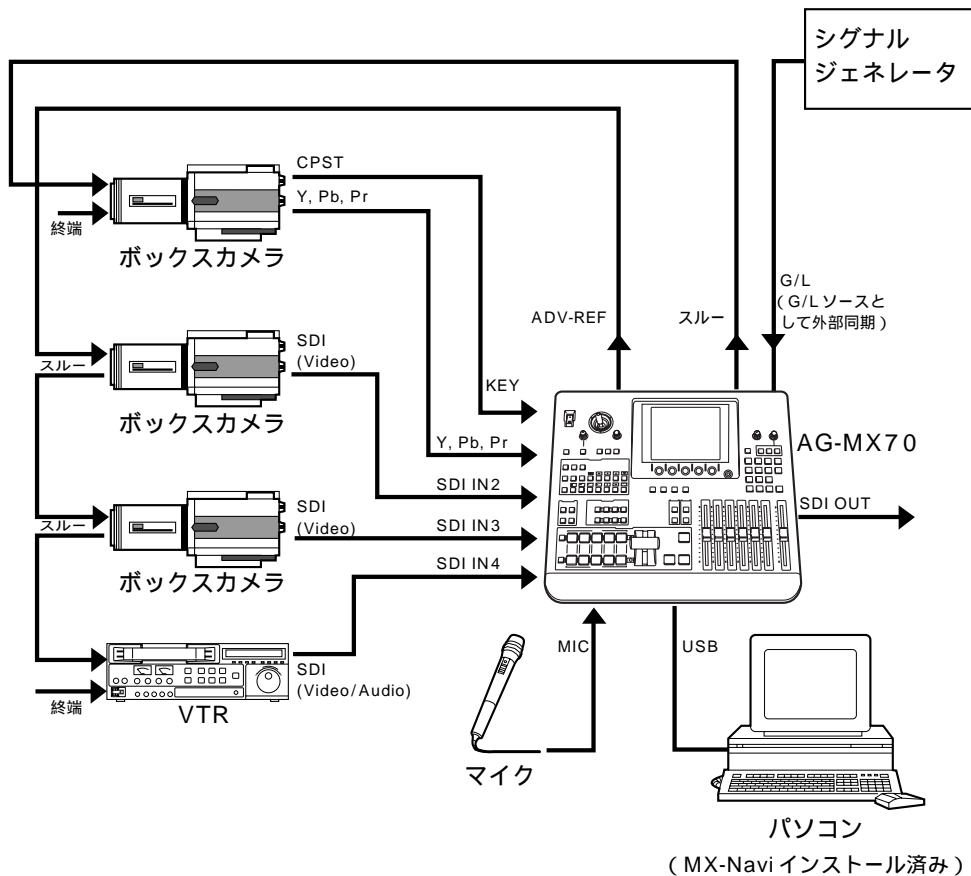 シグナル
ジェネレータ
CPST
Y, Pb, Pr
終端
ボックスカメラ
G/L
(G/Lソースと
して外部同期)
ADV-REF
スルー
SDI
(Video)
スルー
ボックスカメラ
KEY
Y, Pb, Pr
AG-MX70
SDI IN2
SDI OUT
SDI
(Video)
SDI IN3
スルー
ボックスカメラ
SDI IN4
SDI
(Video/Audio)
終端
VTR
MIC
USB
マイク
パソコン
(MX-Naviインストール済み)